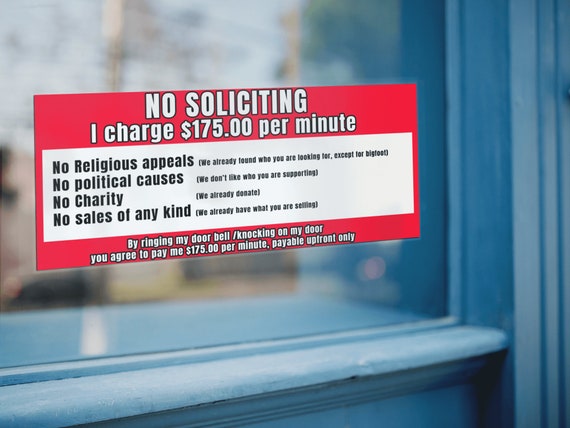 NO SOLICITING
I charge $175.00 per minute
No Religious appeals (We already found who you are looking for, except for bigfoot)
No political causes (We don't like who you are supporting)
No Charity (We already donate)
No sales of any kind (We already have what you are selling)
By ringing my door bell /knocking on my door
you agree to pay me $175.00 per minute, payable upfront only